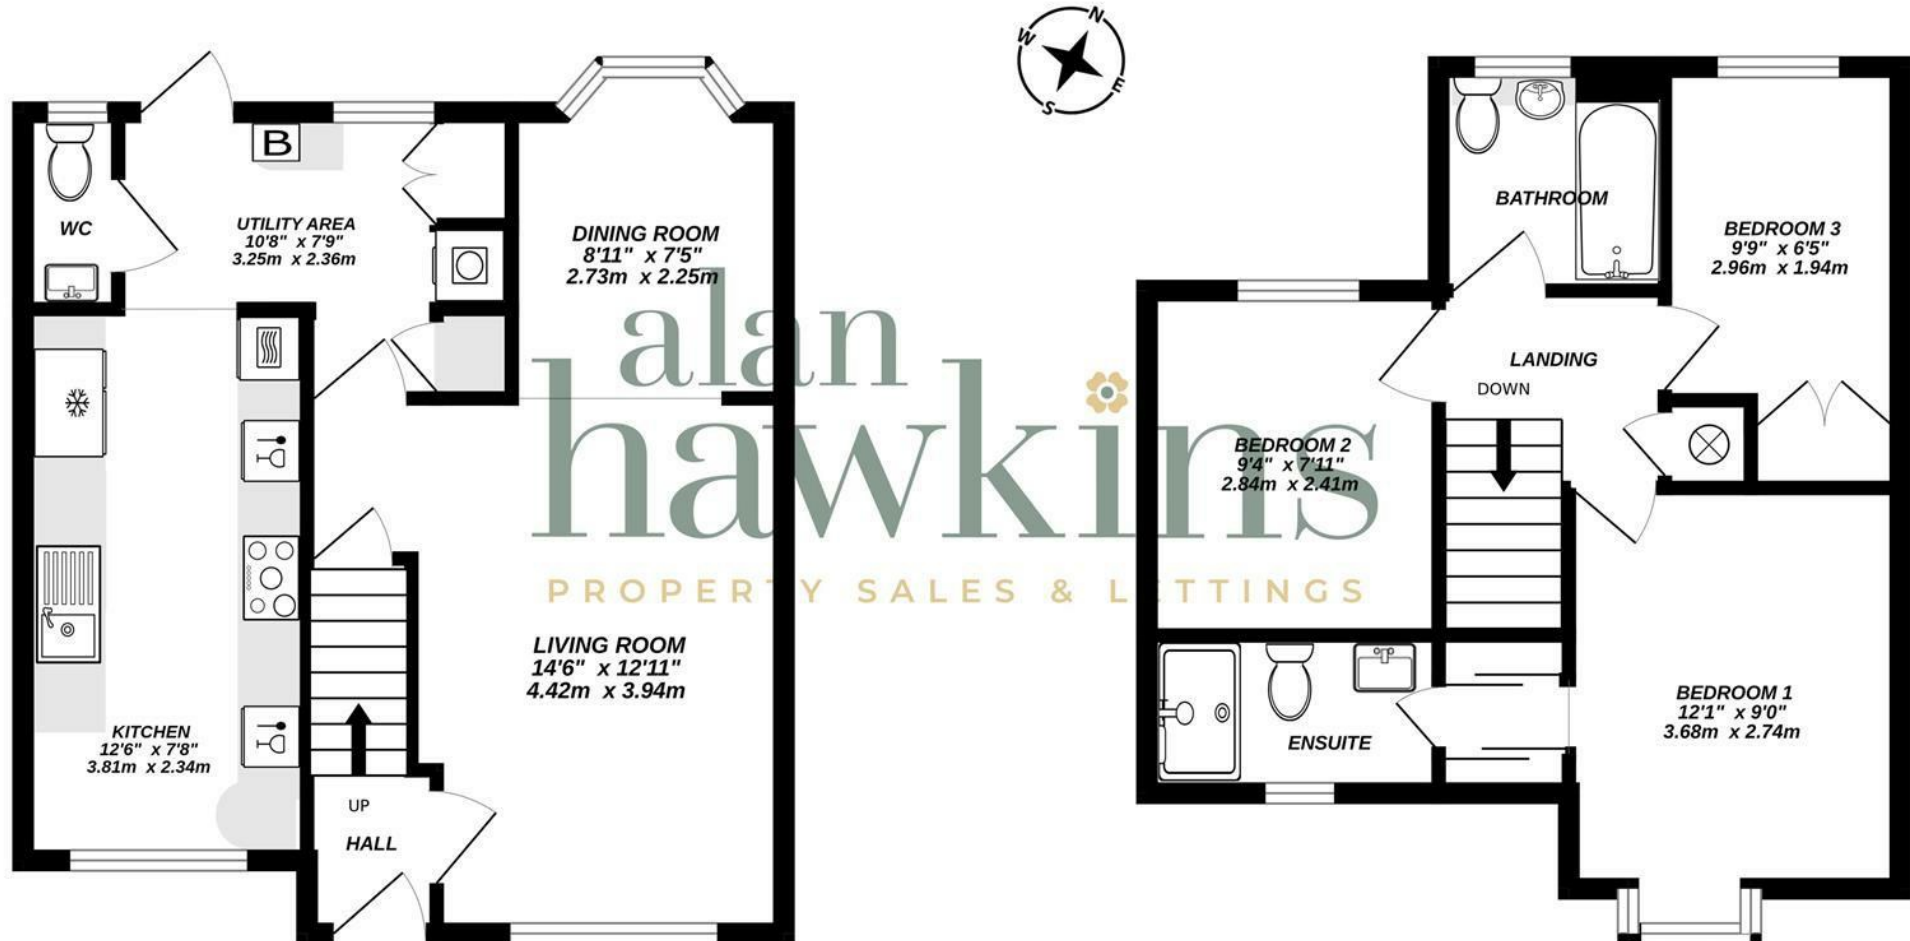 N
W
E
S
B
WC
UTILITY AREA
10'8" x 7'9"
3.25m x 2.36m
DINING ROOM
8'11" x 7'5"
2.73m x 2.25m
KITCHEN
12'6" x 7'8"
3.81m x 2.34m
LIVING ROOM
14'6" x 12'11"
4.42m x 3.94m
UP
HALL
alan
hawkins
PROPERTY SALES & LETTINGS
BATHROOM
BEDROOM 3
9'9" x 6'5"
2.96m x 1.94m
LANDING
DOWN
BEDROOM 2
9'4" x 7'11"
2.84m x 2.41m
ENSUITE
BEDROOM 1
12'1" x 9'0"
3.68m x 2.74m